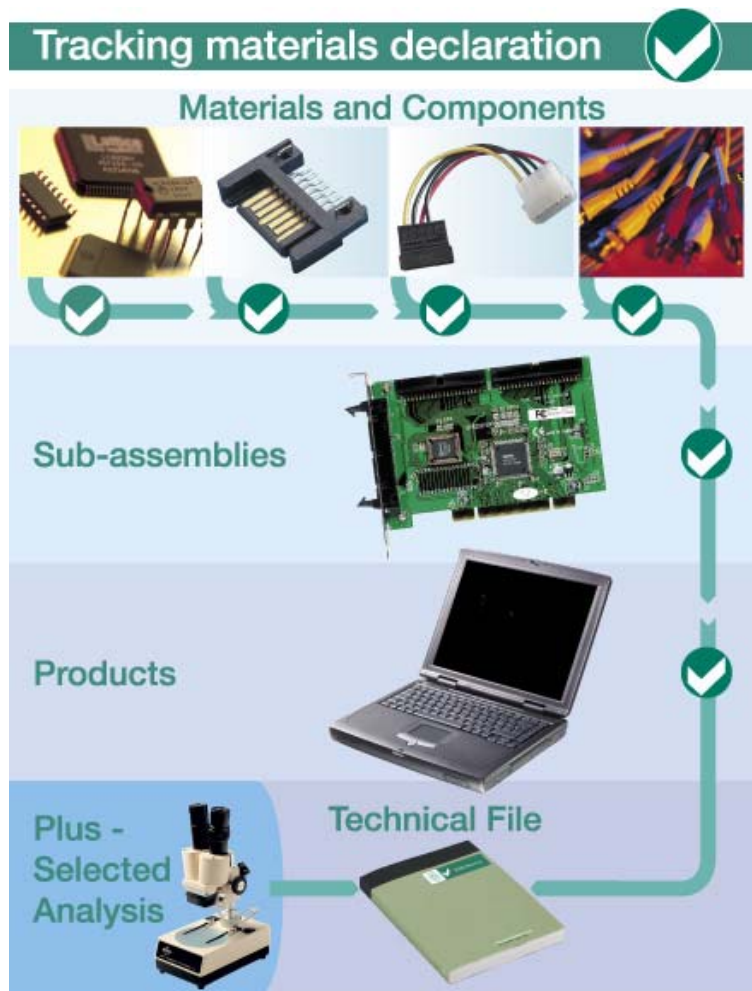 Tracking materials declaration
Materials and Components
Sub-assemblies
Products
Plus -
Selected
Analysis
Technical File